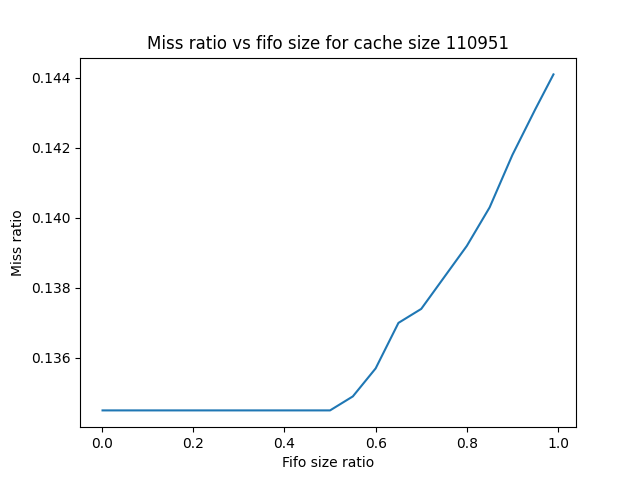 Miss ratio vs fifo size for cache size 110951
0.144
0.142
0.140
0.138
0.136
Miss ratio
0.0 0.2 0.4 0.6 0.8 1.0
Fifo size ratio